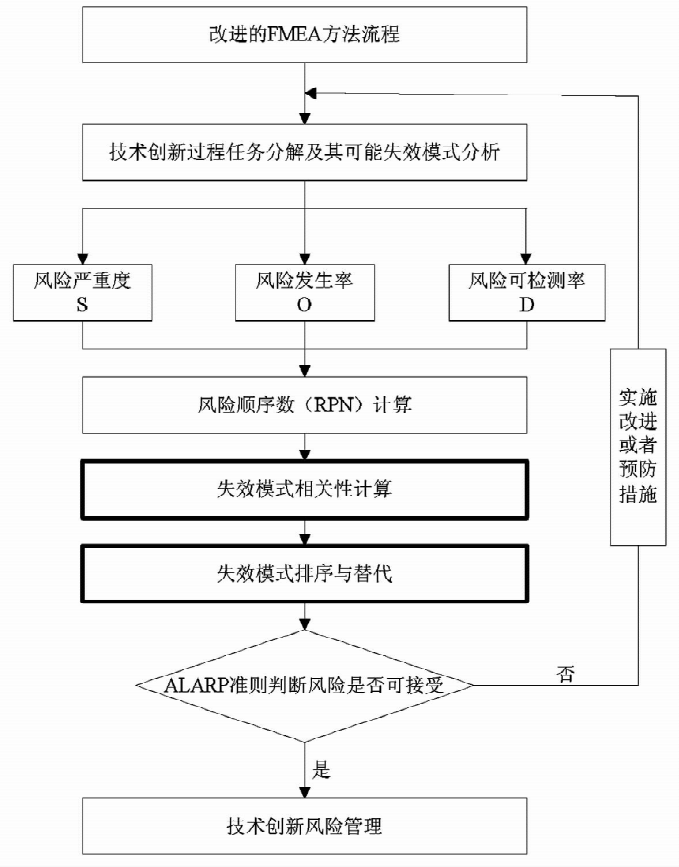 改进的FMEA方法流程
技术创新过程任务分解及其可能失效模式分析
风险严重度
S
风险发生率
O
风险可检测率
D
风险顺序数（RPN）计算
实施
改进
或者
预防
措施
失效模式相关性计算
失效模式排序与替代
ALARP准则判断风险是否可接受
否
是
技术创新风险管理